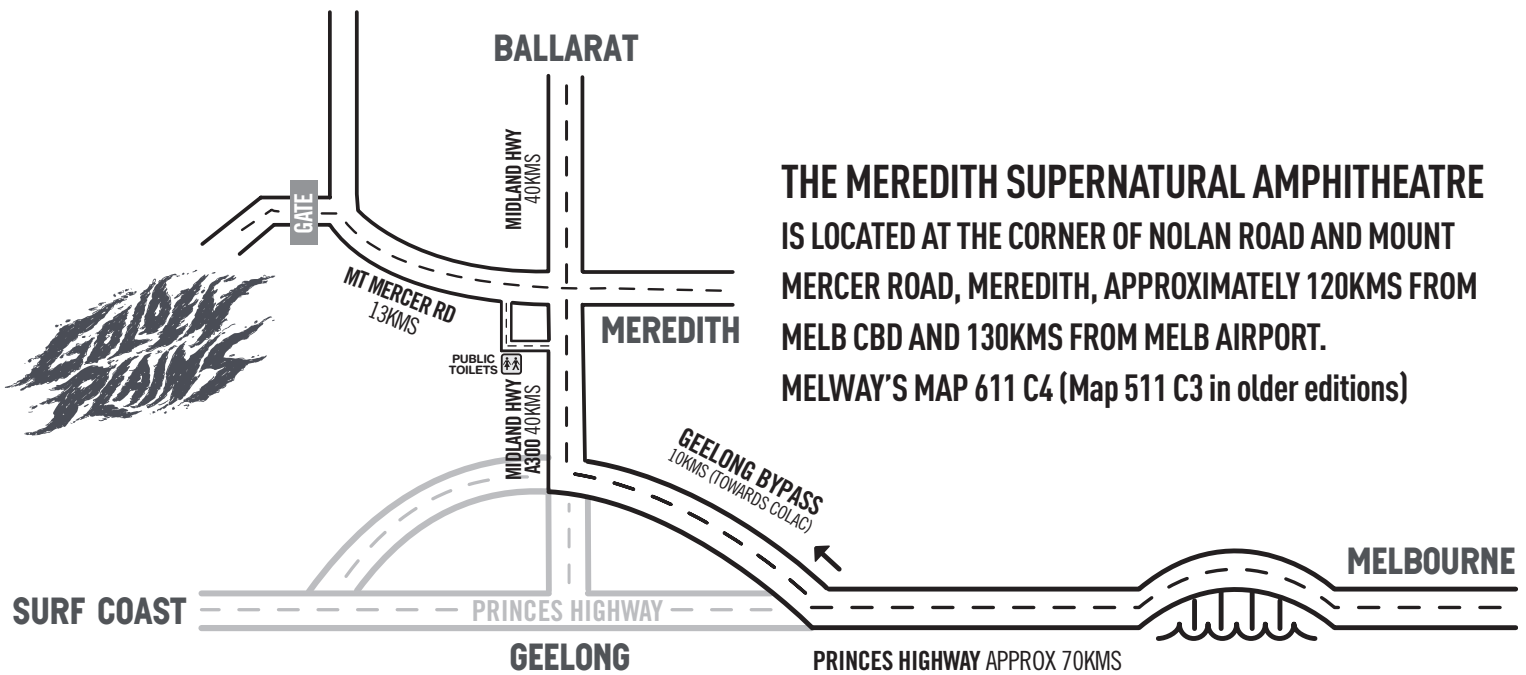 BALLARAT
MIDLAND HWY
40KMS
GATE
THE MEREDITH SUPERNATURAL AMPHITHEATRE
IS LOCATED AT THE CORNER OF NOLAN ROAD AND MOUNT
MERCER ROAD, MEREDITH, APPROXIMATELY 120KMS FROM
MELB CBD AND 130KMS FROM MELB AIRPORT.
MELWAY'S MAP 611 C4 (Map 511 C3 in older editions)
MT MERCER RD
13KMS
GOLDEN
PLAINS
MEREDITH
PUBLIC
TOILETS
MIDLAND HWY
A300 40KMS
GEELONG BYPASS
10KMS (TOWARDS COLAC)
MELBOURNE
SURF COAST
PRINCES HIGHWAY
GEELONG
PRINCES HIGHWAY APPROX 70KMS